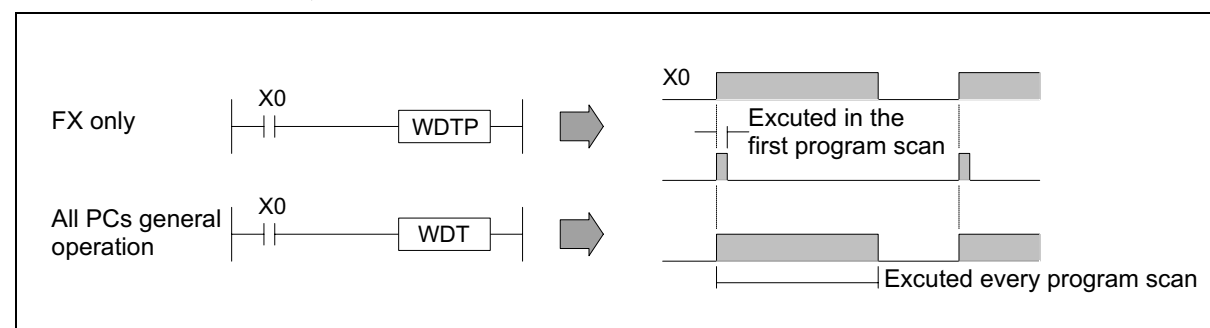 FX only
X0
WDTP
X0
Excuted in the
first program scan
All PCs general
operation
X0
WDT
Excuted every program scan